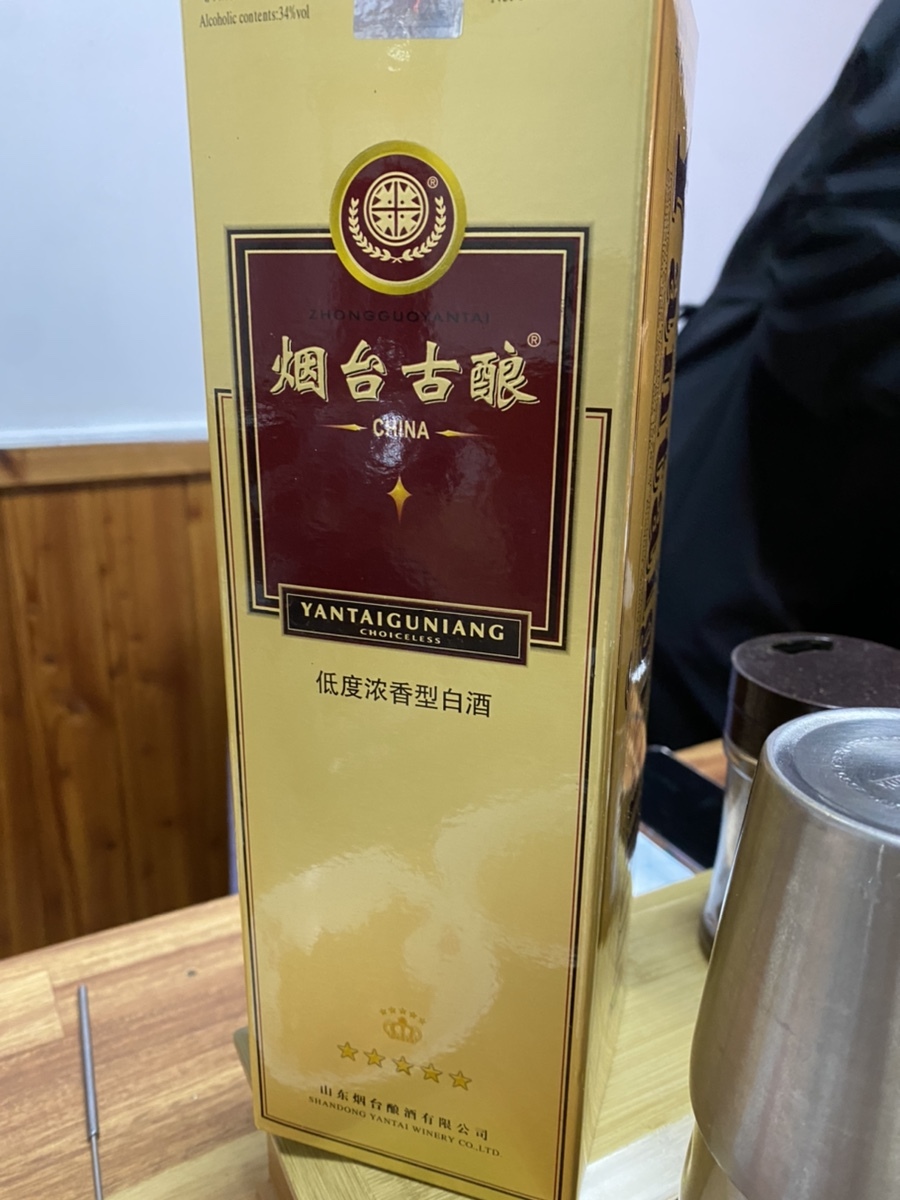 Alcoholic contents:34%vol
®
ZHONGGUOYANTAI
烟台古酿®
CHINA
YANTAIGUNIANG
CHOICELESS
低度浓香型白酒
山东烟台酿酒有限公司
SHANDONG YANTAI WINERY CO.,LTD.